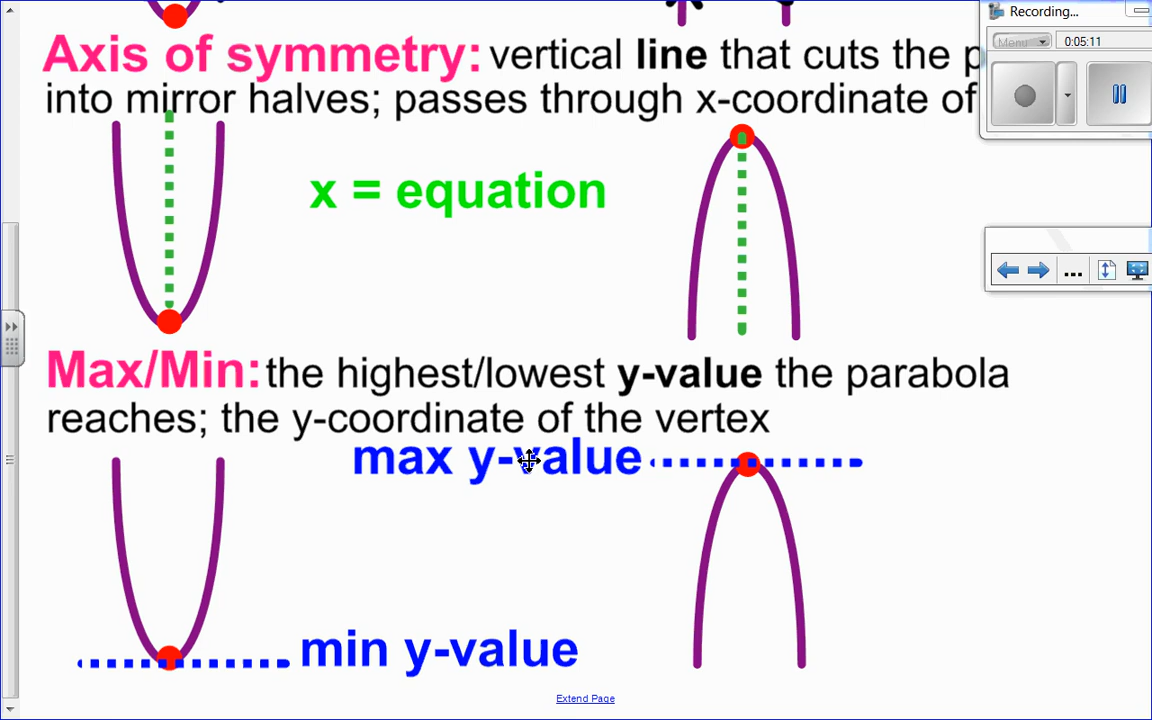 Recording...
Menu
0:05:11
Axis of symmetry: vertical line that cuts the
into mirror halves; passes through x-coordinate of
x = equation
...
Max/Min: the highest/lowest y-value the parabola
reaches; the y-coordinate of the vertex
max y-value
min y-value
Extend Page